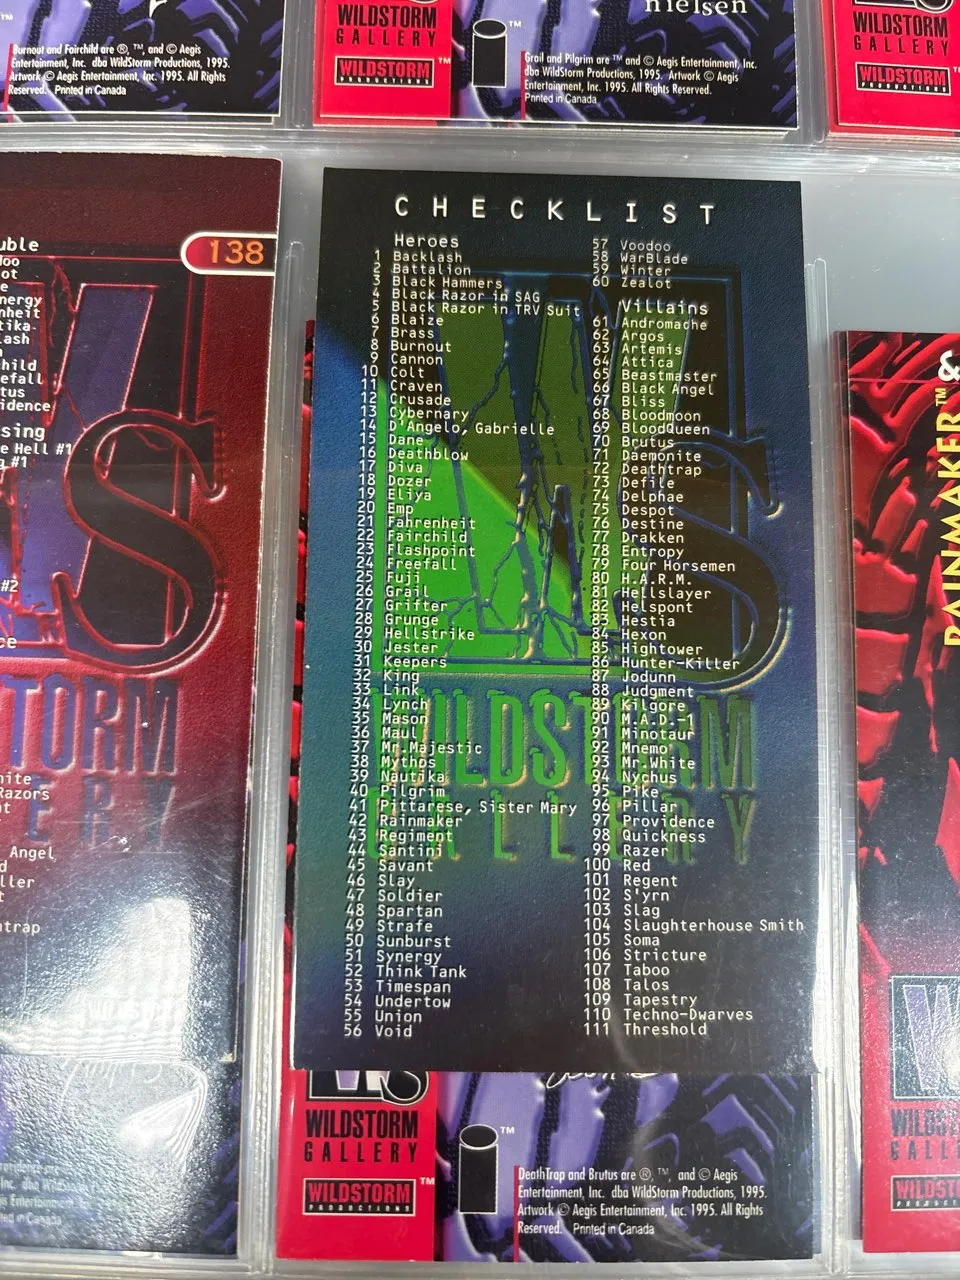 WILDSTORM
GALLERY
WILDSTORM™
PRODUCTIONS
Burnout and Fairchild are ®, ™, and © Aegis
Entertainment, Inc. dba WildStorm Productions, 1995.
Artwork © Aegis Entertainment, Inc. 1995. All Rights
Reserved. Printed in Canada
nielsen
™
Grail and Pilgrim are ™ and © Aegis Entertainment, Inc.
dba WildStorm Productions, 1995. Artwork © Aegis
Entertainment, Inc. 1995. All Rights Reserved.
Printed in Canada
WILDSTORM
GALLERY
WILDSTORM
PRODUCTIONS
138
CHECKLIST
Heroes
1 Backlash
2 Battalion
3 Black Hammers
4 Black Razor in SAG
5 Black Razor in TRV Suit
6 Blaize
7 Brass
8 Burnout
9 Cannon
10 Colt
11 Craven
12 Crusade
13 Cybernary
14 D'Angelo, Gabrielle
15 Dane
16 Deathblow
17 Diva
18 Dozer
19 Eliya
20 Emp
21 Fahrenheit
22 Fairchild
23 Flashpoint
24 Freefall
25 Fuji
26 Grail
27 Grifter
28 Grunge
29 Hellstrike
30 Jester
31 Keepers
32 King
33 Link
34 Lynch
35 Mason
36 Maul
37 Mr.Majestic
38 Mythos
39 Nautika
40 Pilgrim
41 Pittarese, Sister Mary
42 Rainmaker
43 Regiment
44 Santini
45 Savant
46 Slay
47 Soldier
48 Spartan
49 Strafe
50 Sunburst
51 Synergy
52 Think Tank
53 Timespan
54 Undertow
55 Union
56 Void
57 Voodoo
58 WarBlade
59 Winter
60 Zealot
Villains
61 Andromache
62 Argos
63 Artemis
64 Attica
65 Beastmaster
66 Black Angel
67 Bliss
68 Bloodmoon
69 BloodQueen
70 Brutus
71 Daemonite
72 Deathtrap
73 Defile
74 Delphae
75 Despot
76 Destine
77 Drakken
78 Entropy
79 Four Horsemen
80 H.A.R.M.
81 Hellslayer
82 Helspont
83 Hestia
84 Hexon
85 Hightower
86 Hunter-Killer
87 Jodunn
88 Judgment
89 Kilgore
90 M.A.D.-1
91 Minotaur
92 Mnemo
93 Mr.White
94 Nychus
95 Pike
96 Pillar
97 Providence
98 Quickness
99 Razer
100 Red
101 Regent
102 S'yrn
103 Slag
104 Slaughterhouse Smith
105 Soma
106 Stricture
107 Taboo
108 Talos
109 Tapestry
110 Techno-Dwarves
111 Threshold
WS
WILDSTORM
GALLERY
RAINMAKER™ &
WILDSTORM
GALLERY
WILDSTORM™
PRODUCTIONS
™
DeathTrap and Brutus are ®, ™, and © Aegis
Entertainment, Inc. dba WildStorm Productions, 1995.
Artwork © Aegis Entertainment, Inc. 1995. All Rights
Reserved. Printed in Canada